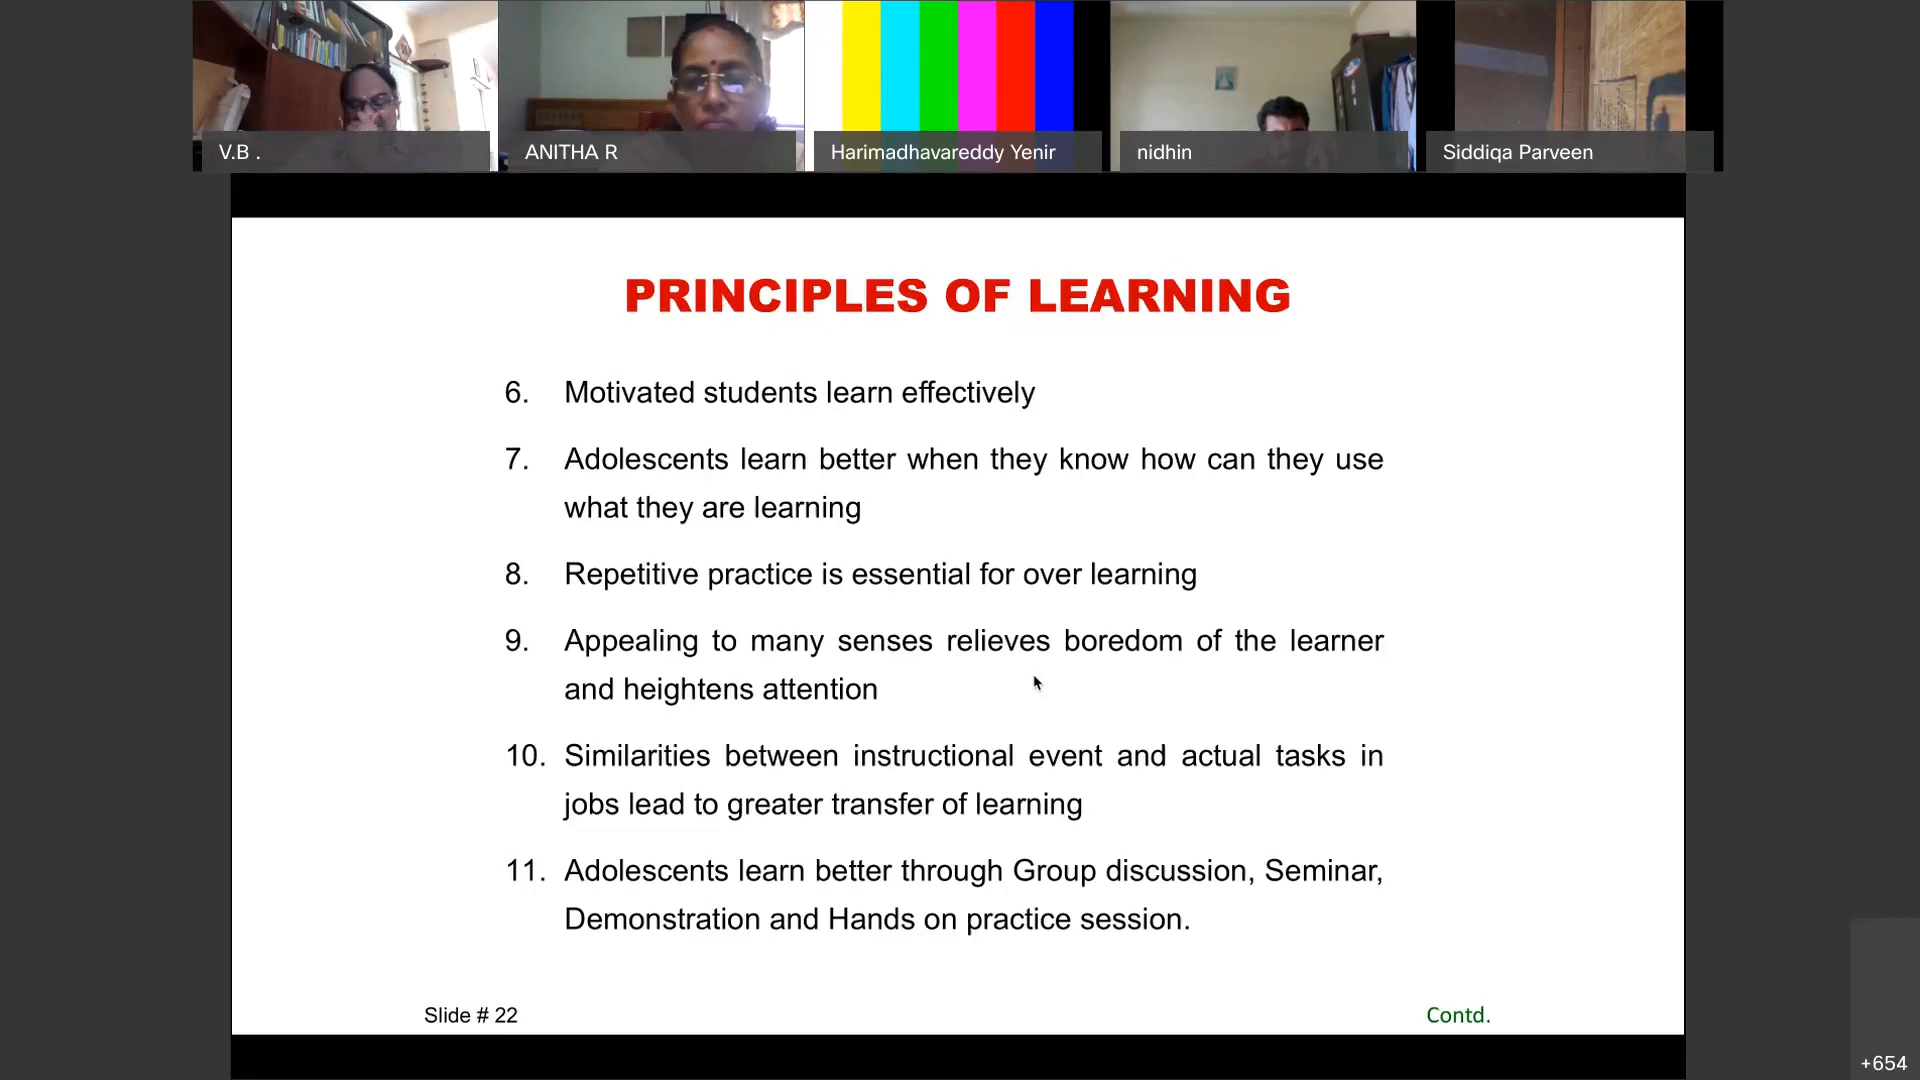 V.B .
ANITHA R
Harimadhavareddy Yenir
nidhin
Siddiqa Parveen
PRINCIPLES OF LEARNING
6. Motivated students learn effectively
7. Adolescents learn better when they know how can they use
what they are learning
8. Repetitive practice is essential for over learning
9. Appealing to many senses relieves boredom of the learner
and heightens attention
10. Similarities between instructional event and actual tasks in
jobs lead to greater transfer of learning
11. Adolescents learn better through Group discussion, Seminar,
Demonstration and Hands on practice session.
Slide # 22
Contd.
+654